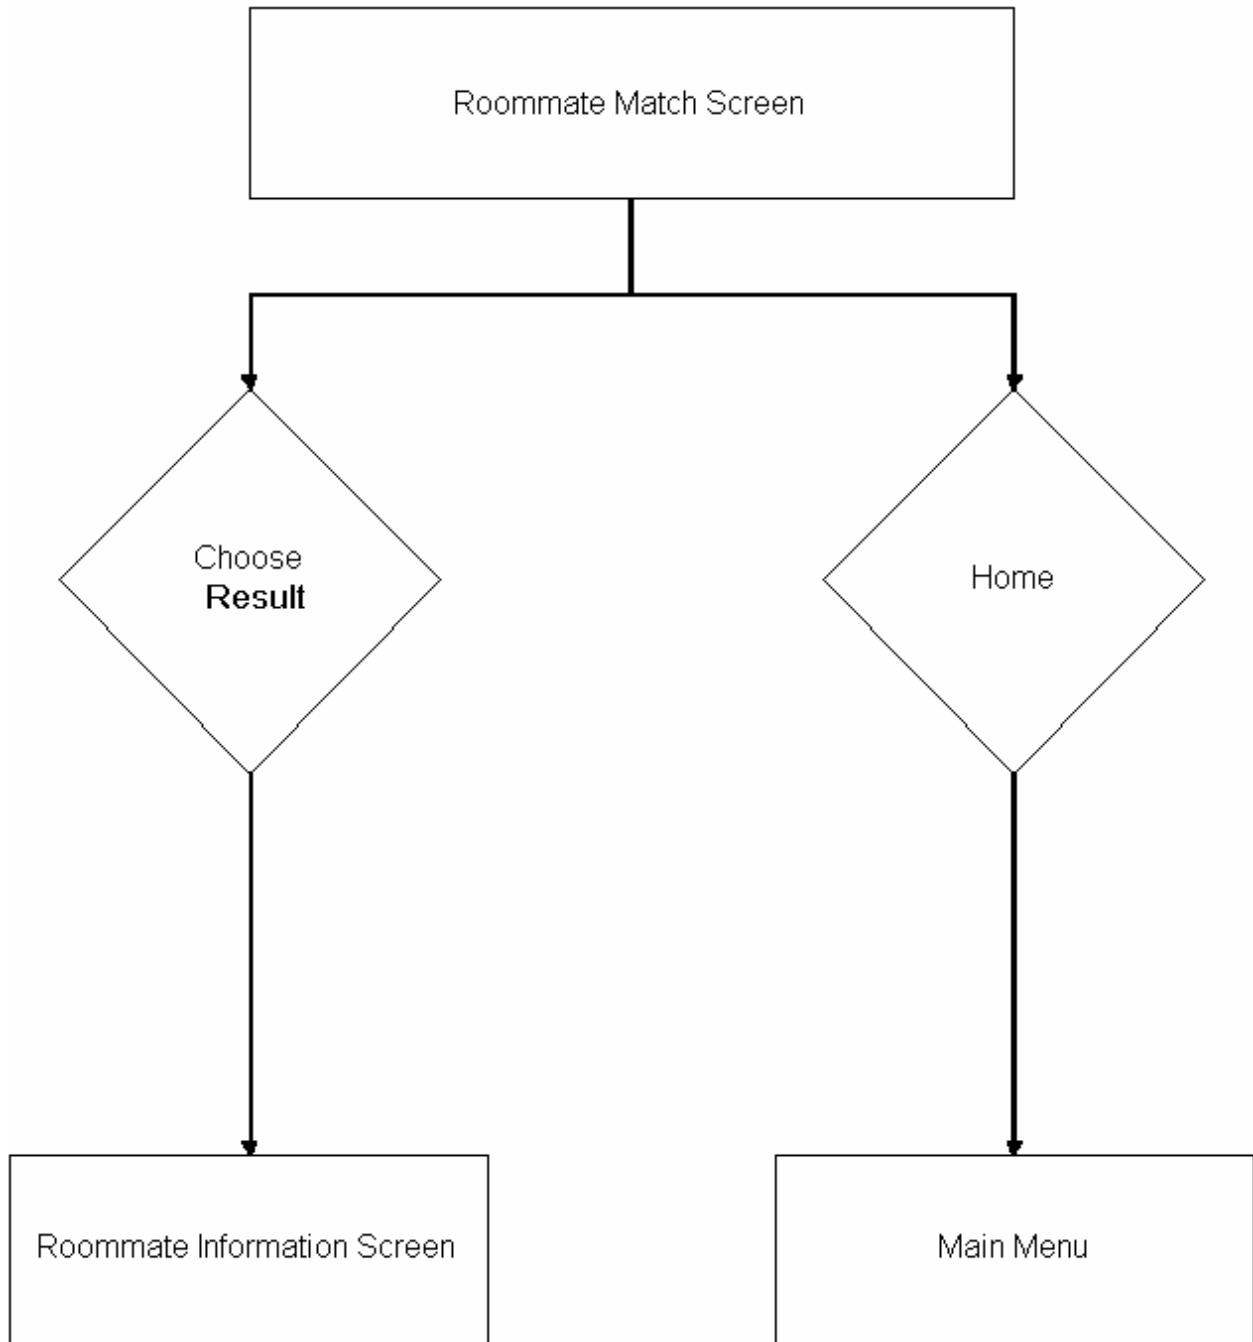 Roommate Match Screen
Choose
Result
Home
Roommate Information Screen
Main Menu